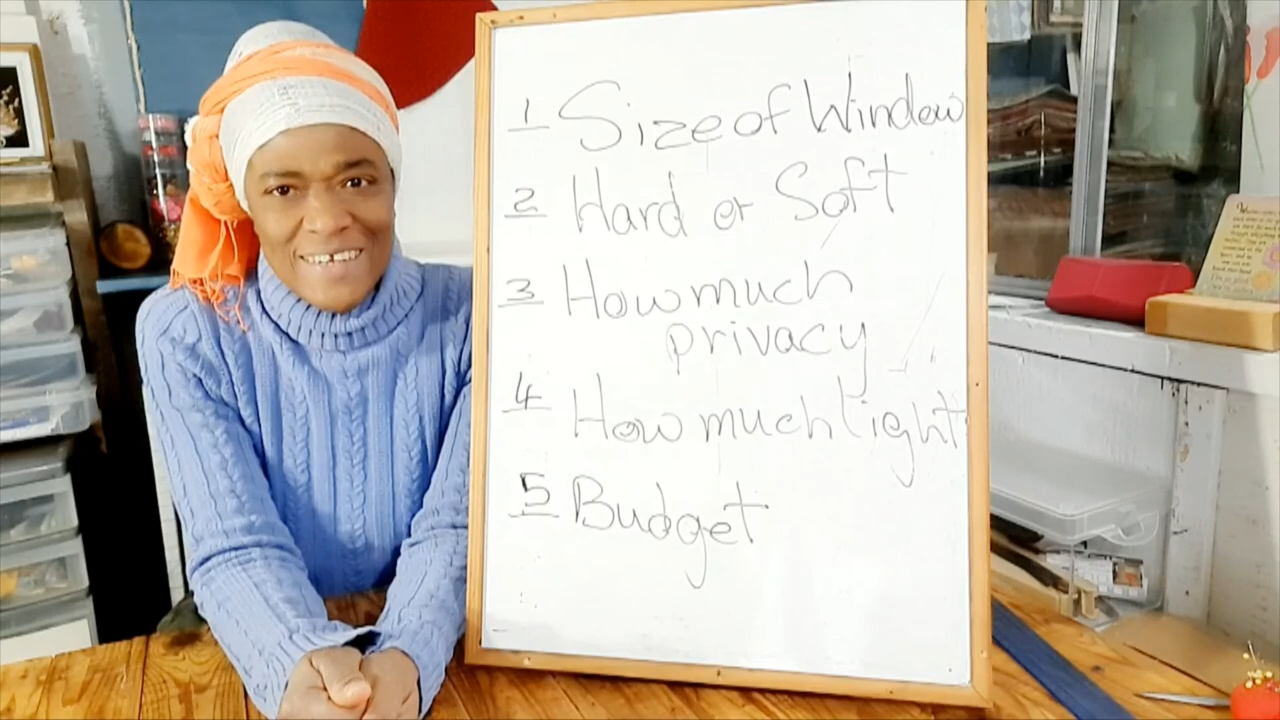 1 Size of Window
2 Hard or Soft
3 How much
privacy
4 How much light
5 Budget